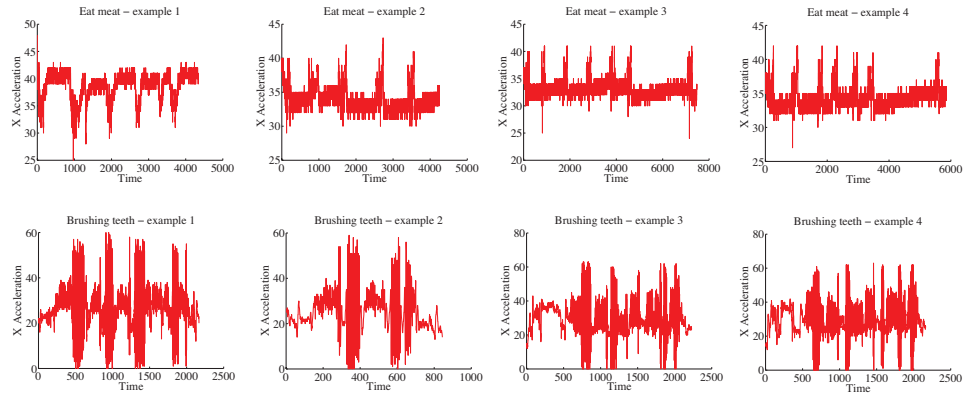 Eat meat − example 1
50
45
40
35
30
25
X Acceleration
0 1000 2000 3000 4000 5000
Time
Eat meat − example 2
45
40
35
30
25
X Acceleration
0 1000 2000 3000 4000 5000
Time
Eat meat − example 3
45
40
35
30
25
20
X Acceleration
0 2000 4000 6000 8000
Time
Eat meat − example 4
45
40
35
30
25
X Acceleration
0 2000 4000 6000
Time
Brushing teeth − example 1
60
40
20
0
X Acceleration
0 500 1000 1500 2000 2500
Time
Brushing teeth − example 2
60
40
20
0
X Acceleration
0 200 400 600 800 1000
Time
Brushing teeth − example 3
80
60
40
20
0
X Acceleration
0 500 1000 1500 2000 2500
Time
Brushing teeth − example 4
80
60
40
20
0
X Acceleration
0 500 1000 1500 2000 2500
Time